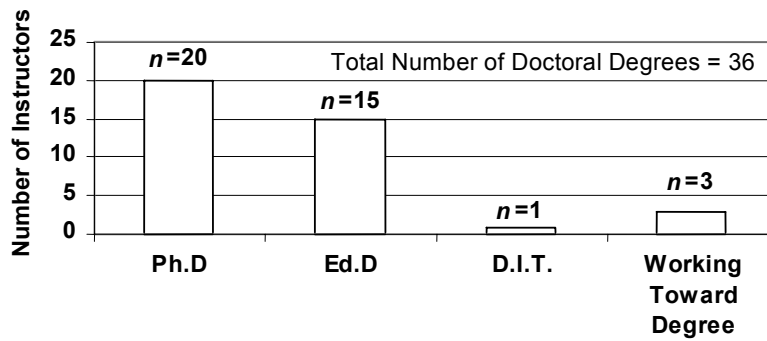 Number of Instructors
25
20
15
10
5
0
Total Number of Doctoral Degrees = 36
n=20
n=15
n=1
n=3
Ph.D
Ed.D
D.I.T.
Working
Toward
Degree